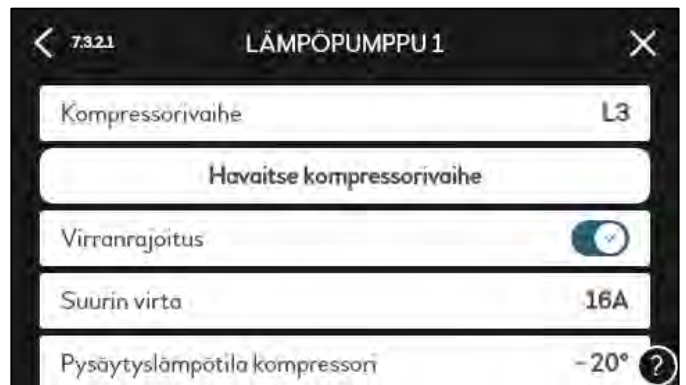 7.3.2.1 LÄMPÖPUMPPU 1
Kompressorivaihe L3
Havaitse kompressorivaihe
Virranrajoitus
Suurin virta 16A
Pysäytyslämpötila kompressori -20° ?